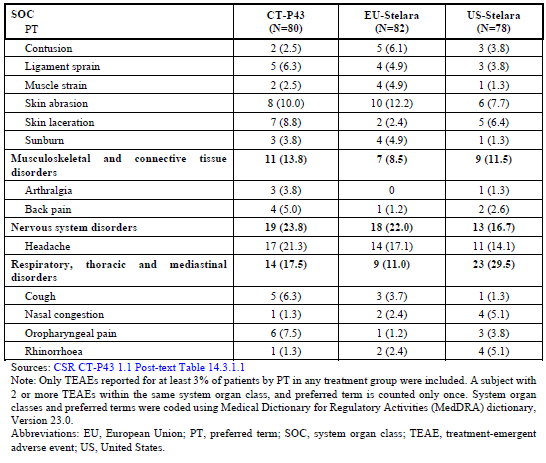 SOC CT-P43 EU-Stelara US-Stelara
PT (N=80) (N=82) (N=78)
Contusion 2 (2.5) 5 (6.1) 3 (3.8)
Ligament sprain 5 (6.3) 4 (4.9) 3 (3.8)
Muscle strain 2 (2.5) 4 (4.9) 1 (1.3)
Skin abrasion 8 (10.0) 10 (12.2) 6 (7.7)
Skin laceration 7 (8.8) 2 (2.4) 5 (6.4)
Sunburn 3 (3.8) 4 (4.9) 1 (1.3)
Musculoskeletal and connective tissue 11 (13.8) 7 (8.5) 9 (11.5)
disorders
Arthralgia 3 (3.8) 0 1 (1.3)
Back pain 4 (5.0) 1 (1.2) 2 (2.6)
Nervous system disorders 19 (23.8) 18 (22.0) 13 (16.7)
Headache 17 (21.3) 14 (17.1) 11 (14.1)
Respiratory, thoracic and mediastinal 14 (17.5) 9 (11.0) 23 (29.5)
disorders
Cough 5 (6.3) 3 (3.7) 1 (1.3)
Nasal congestion 1 (1.3) 2 (2.4) 4 (5.1)
Oropharyngeal pain 6 (7.5) 1 (1.2) 3 (3.8)
Rhinorrhoea 1 (1.3) 2 (2.4) 4 (5.1)
Sources: CSR CT-P43 1.1 Post-text Table 14.3.1.1
Note: Only TEAEs reported for at least 3% of patients by PT in any treatment group were included. A subject with
2 or more TEAEs within the same system organ class, and preferred term is counted only once. System organ
classes and preferred terms were coded using Medical Dictionary for Regulatory Activities (MedDRA) dictionary,
Version 23.0.
Abbreviations: EU, European Union; PT, preferred term; SOC, system organ class; TEAE, treatment-emergent
adverse event; US, United States.